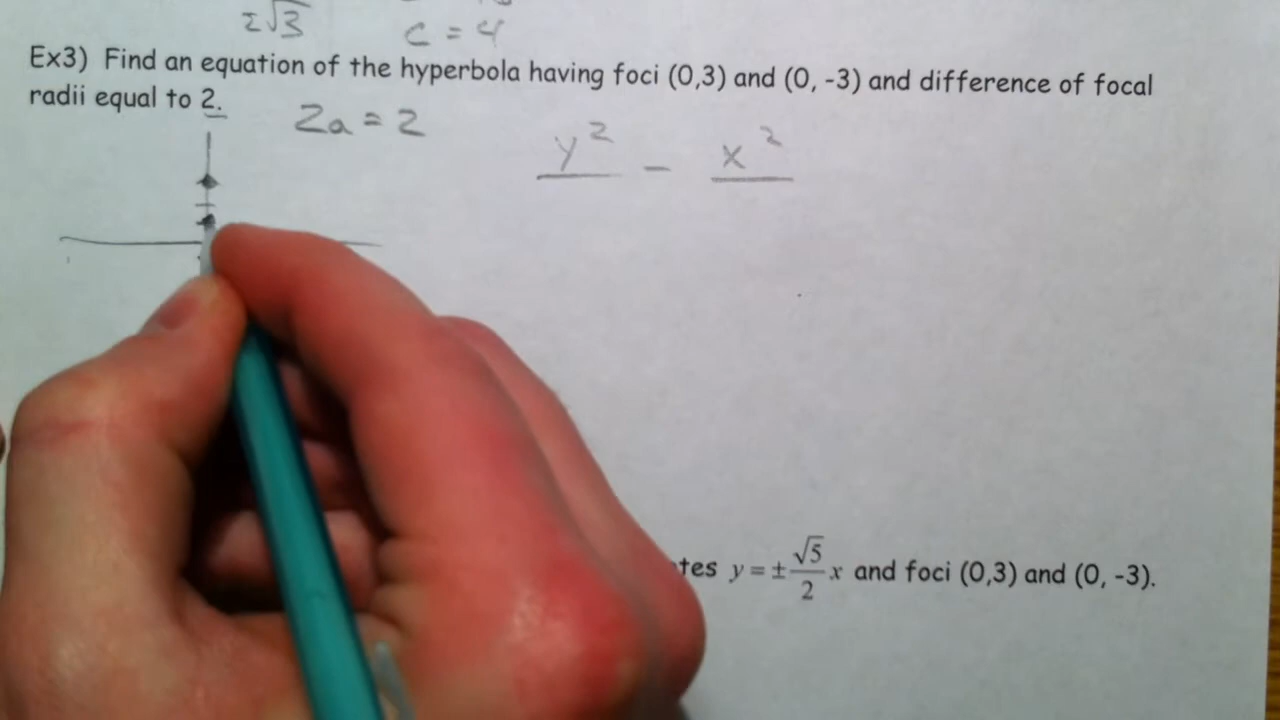 2√3 c = 4
Ex3) Find an equation of the hyperbola having foci (0,3) and (0, -3) and difference of focal
radii equal to 2. 2a = 2
y² - x²
y = ± √5/2 x and foci (0,3) and (0, -3).